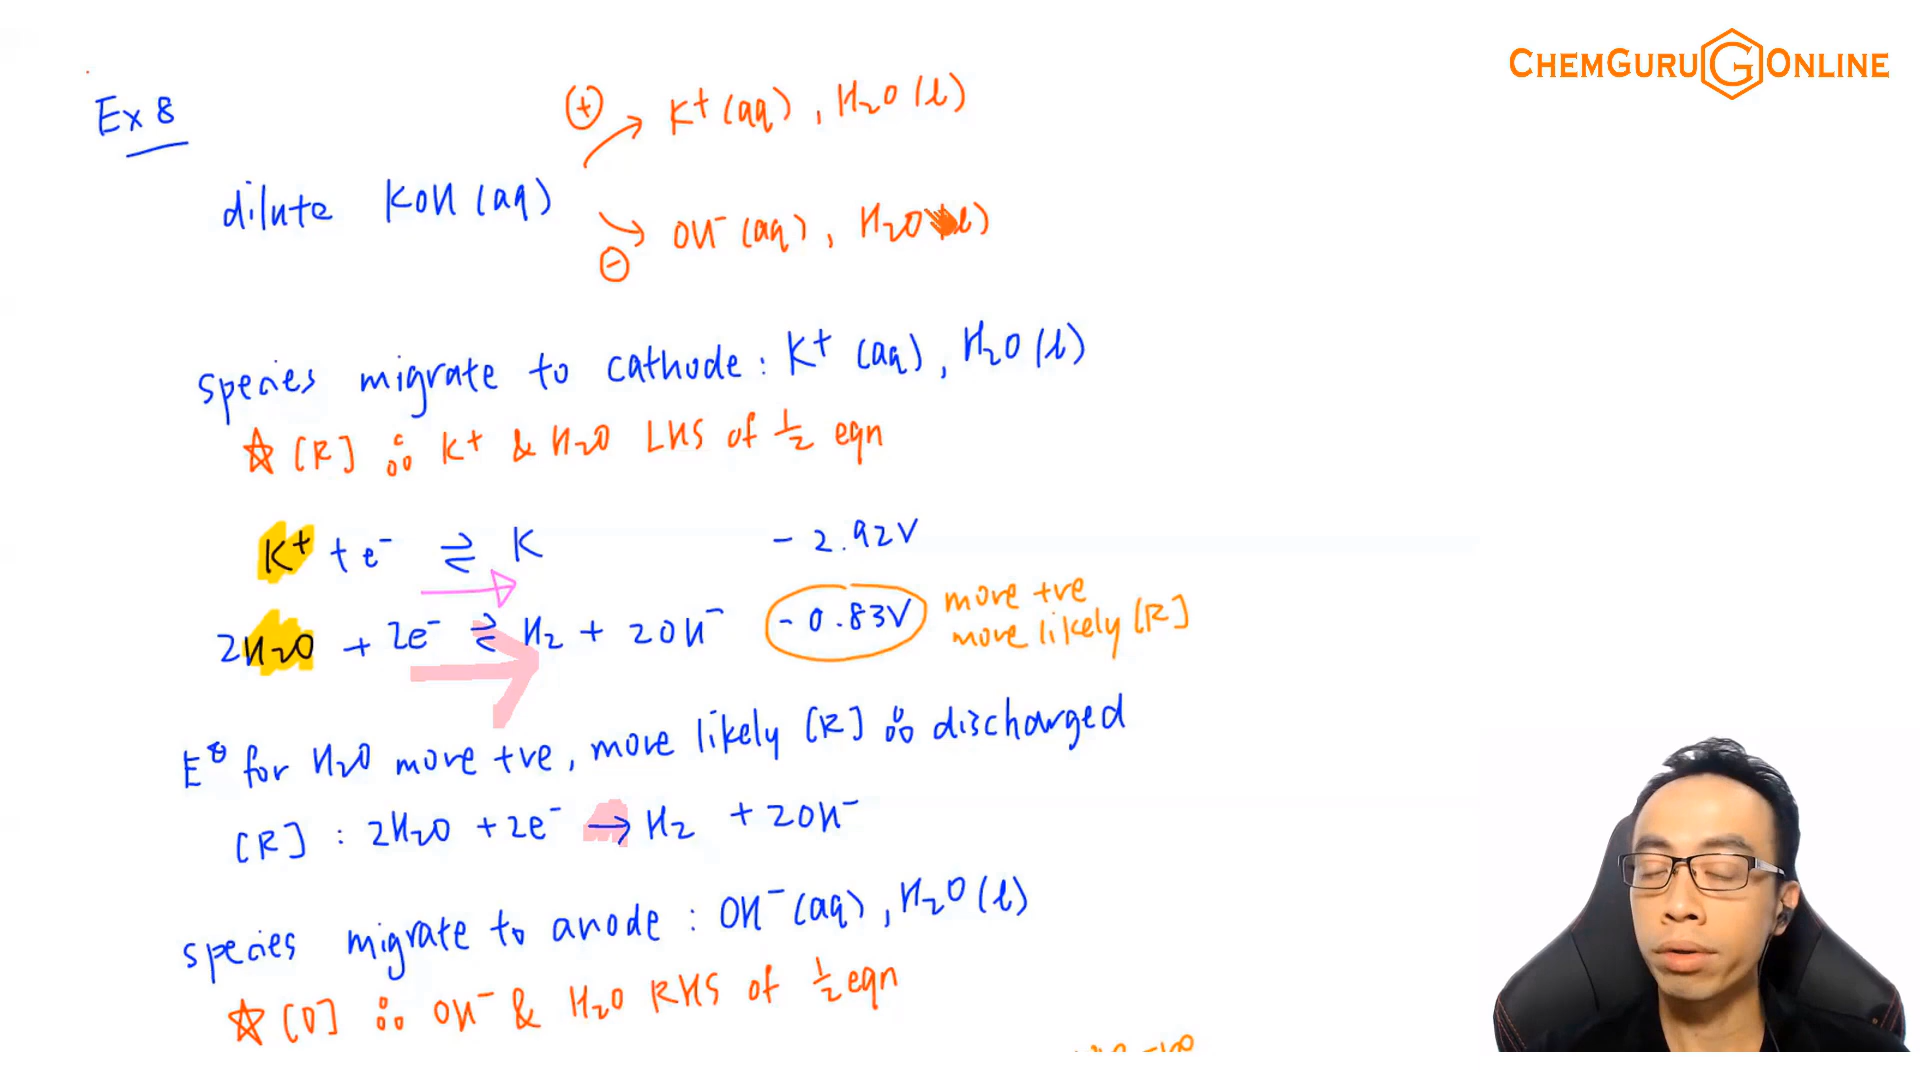 CHEMGURU G ONLINE
Ex 8
⊕ K⁺ (aq), H₂O (l)
dilute KOH (aq)
⊖ OH⁻ (aq), H₂O (l)
species migrate to cathode : K⁺ (aq), H₂O (l)
☆ [R] ∴ K⁺ & H₂O LHS of ½ eqn
K⁺ + e⁻ ⇌ K - 2.92V
2H₂O + 2e⁻ ⇌ H₂ + 2OH⁻ - 0.83V more +ve
more likely [R]
E⁰ for H₂O more +ve, more likely [R] ∴ discharged
[R] : 2H₂O + 2e⁻ → H₂ + 2OH⁻
species migrate to anode : OH⁻ (aq), H₂O (l)
☆ [O] ∴ OH⁻ & H₂O RHS of ½ eqn